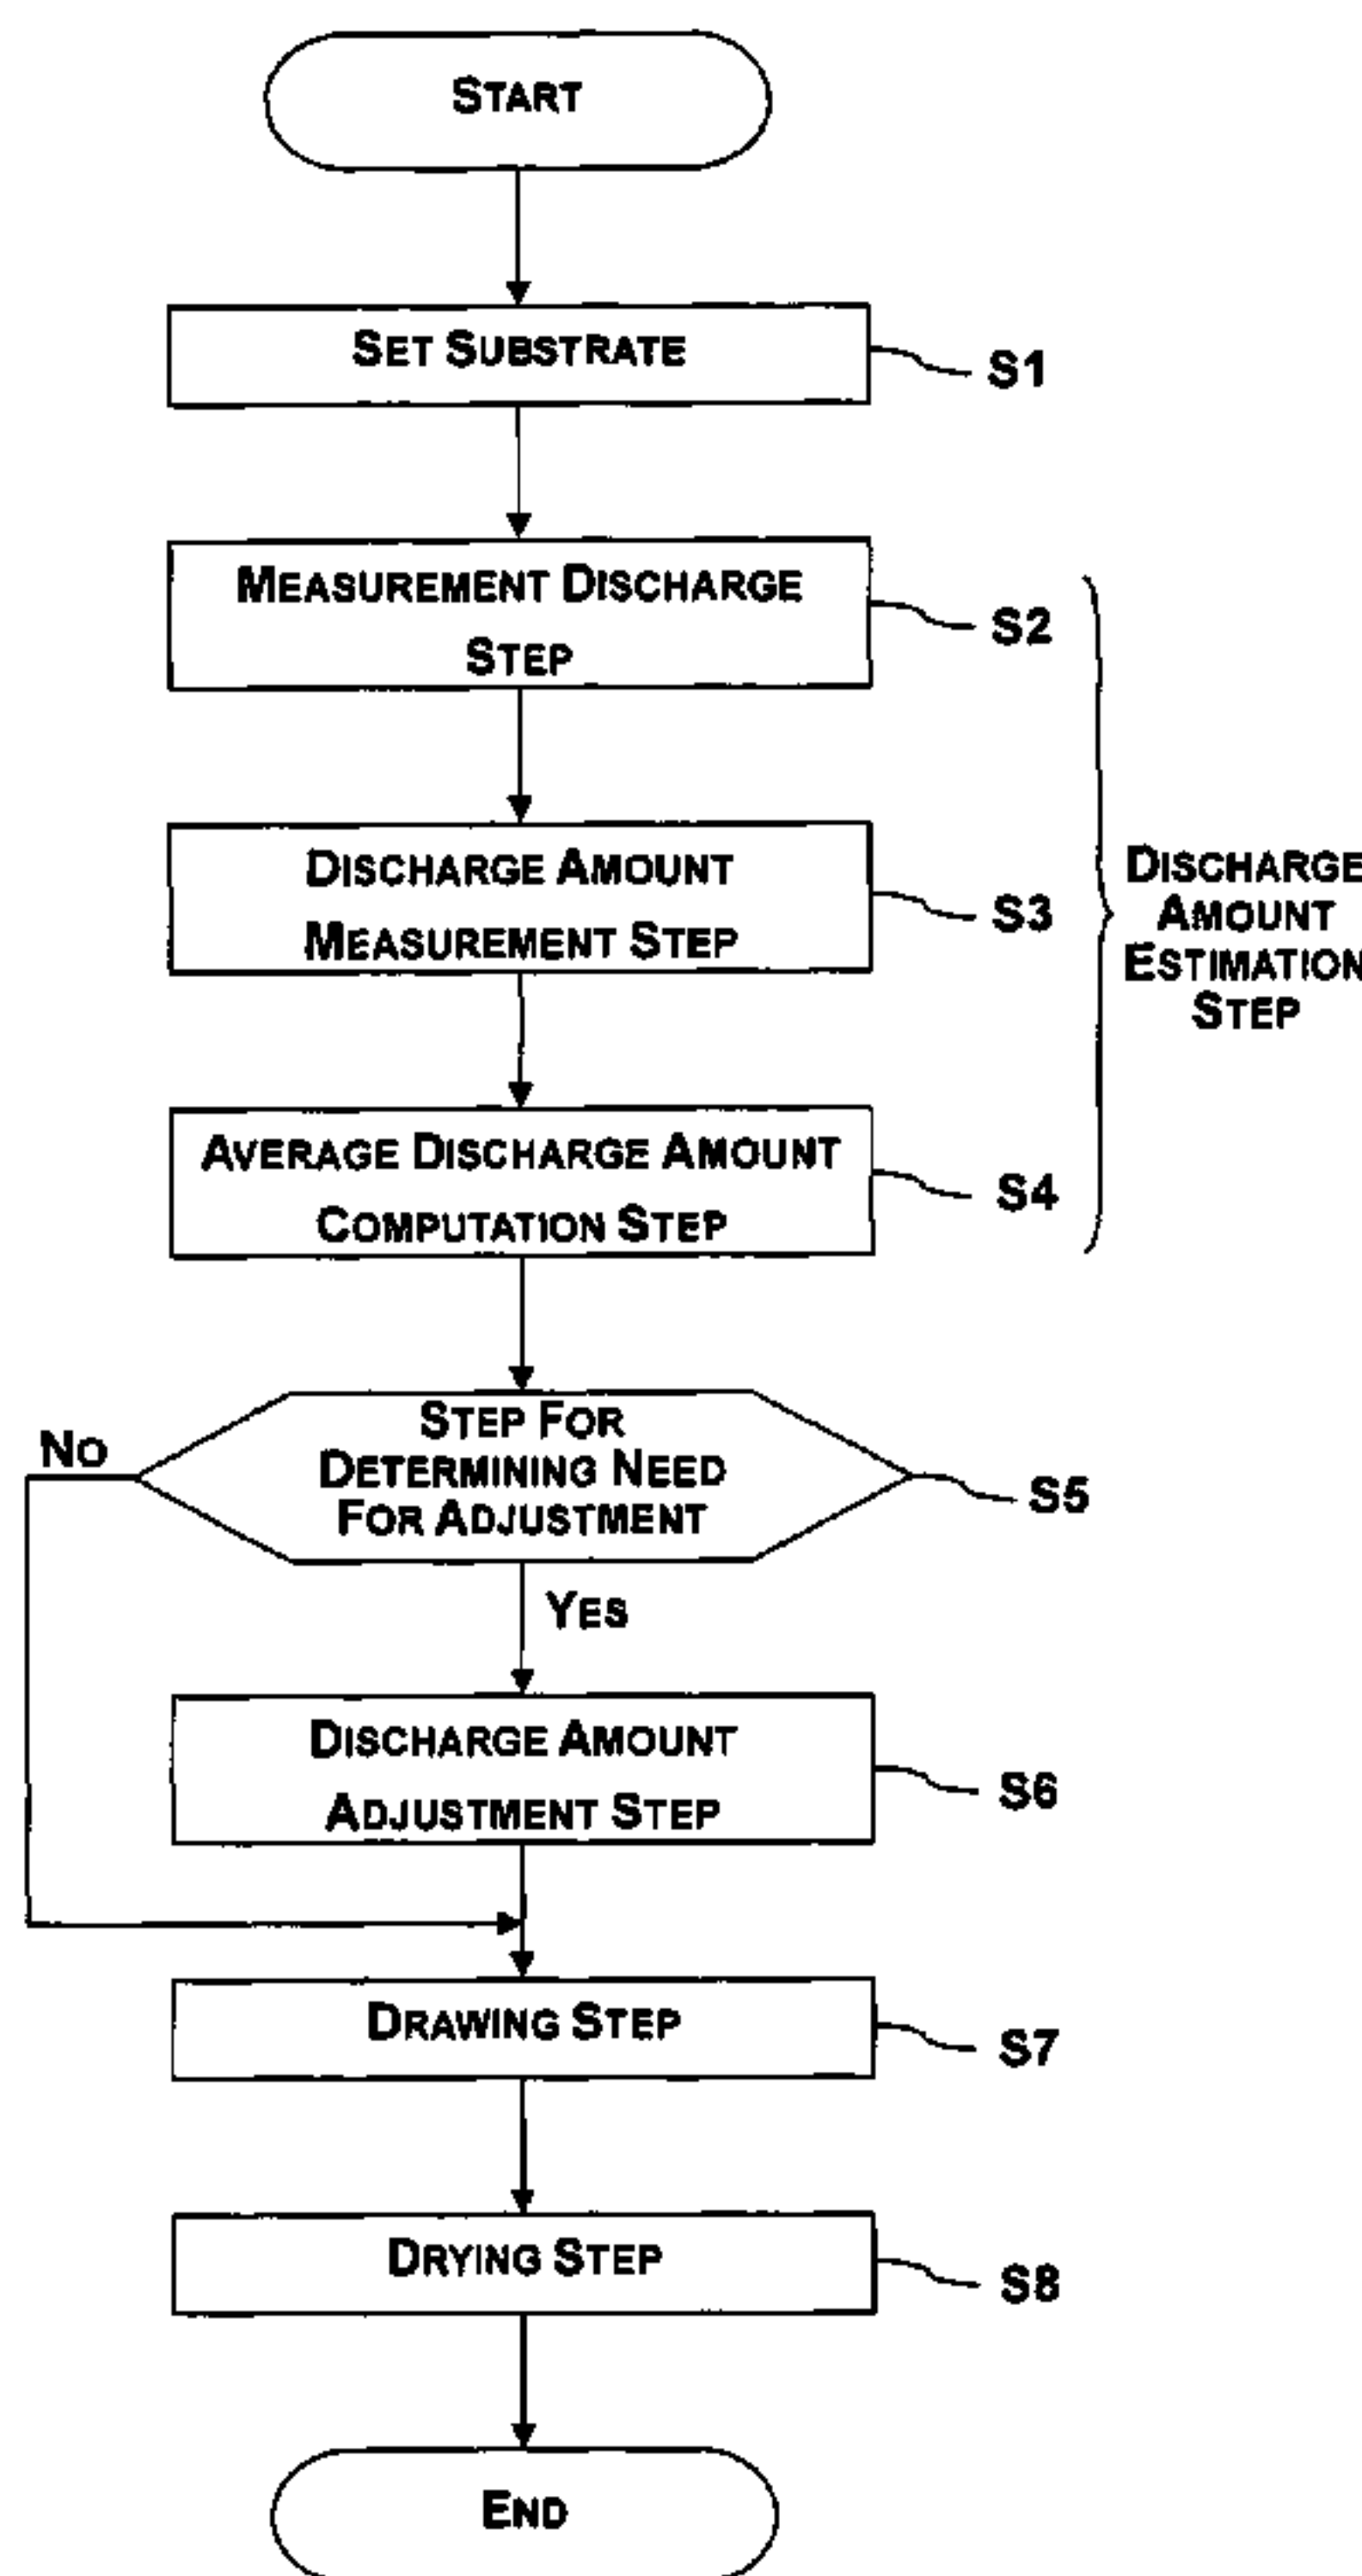 START
SET SUBSTRATE
S1
MEASUREMENT DISCHARGE
STEP
S2
DISCHARGE AMOUNT
MEASUREMENT STEP
S3
DISCHARGE
AMOUNT
ESTIMATION
STEP
AVERAGE DISCHARGE AMOUNT
COMPUTATION STEP
S4
STEP FOR
DETERMINING NEED
FOR ADJUSTMENT
S5
NO
YES
DISCHARGE AMOUNT
ADJUSTMENT STEP
S6
DRAWING STEP
S7
DRYING STEP
S8
END